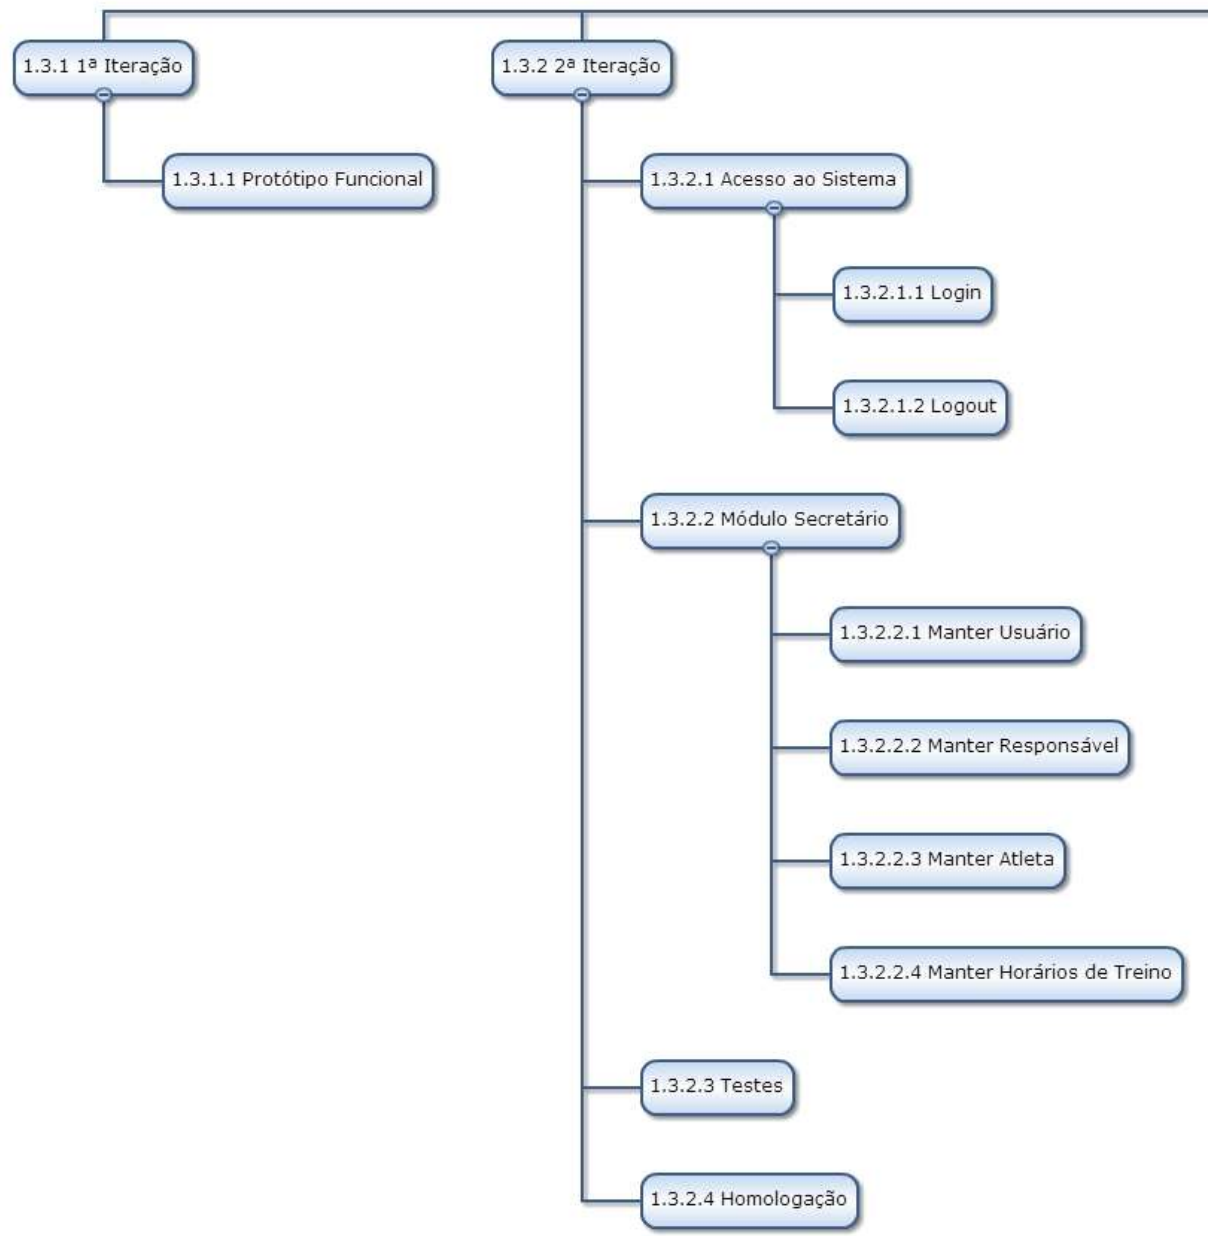 1.3.1 1ª Iteração
1.3.2 2ª Iteração
1.3.1.1 Protótipo Funcional
1.3.2.1 Acesso ao Sistema
1.3.2.1.1 Login
1.3.2.1.2 Logout
1.3.2.2 Módulo Secretário
1.3.2.2.1 Manter Usuário
1.3.2.2.2 Manter Responsável
1.3.2.2.3 Manter Atleta
1.3.2.2.4 Manter Horários de Treino
1.3.2.3 Testes
1.3.2.4 Homologação